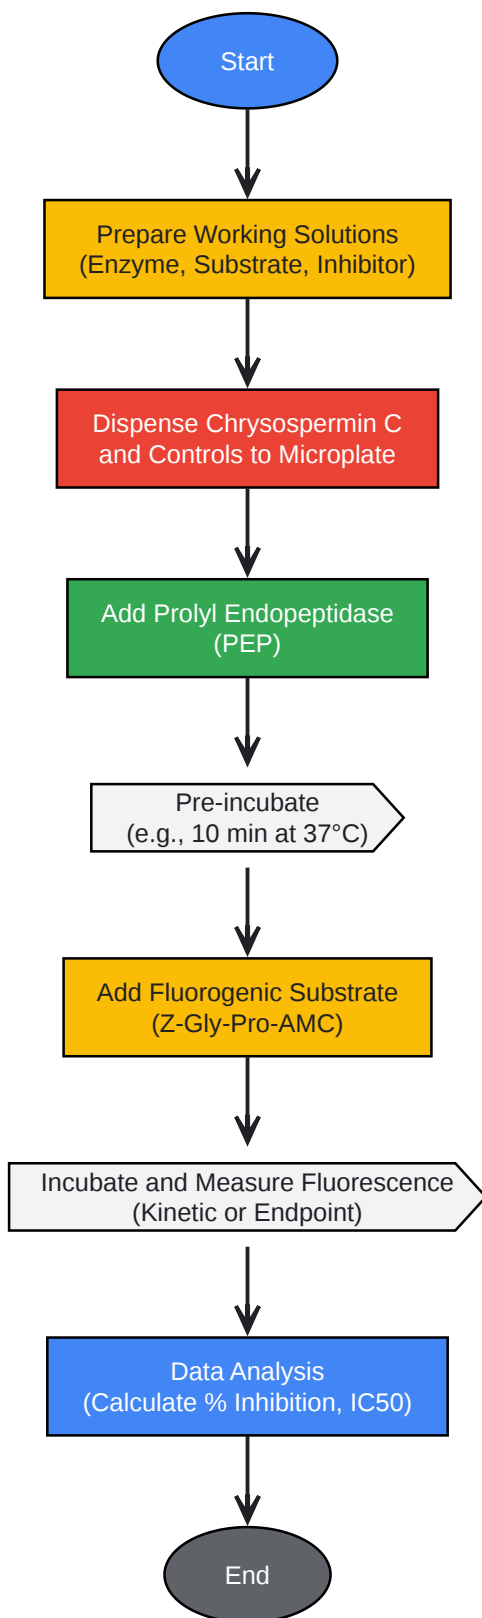 Start
Prepare Working Solutions
(Enzyme, Substrate, Inhibitor)
Dispense Chrysospermin C
and Controls to Microplate
Add Prolyl Endopeptidase
(PEP)
Pre-incubate
(e.g., 10 min at 37°C)
Add Fluorogenic Substrate
(Z-Gly-Pro-AMC)
Incubate and Measure Fluorescence
(Kinetic or Endpoint)
Data Analysis
(Calculate % Inhibition, IC50)
End